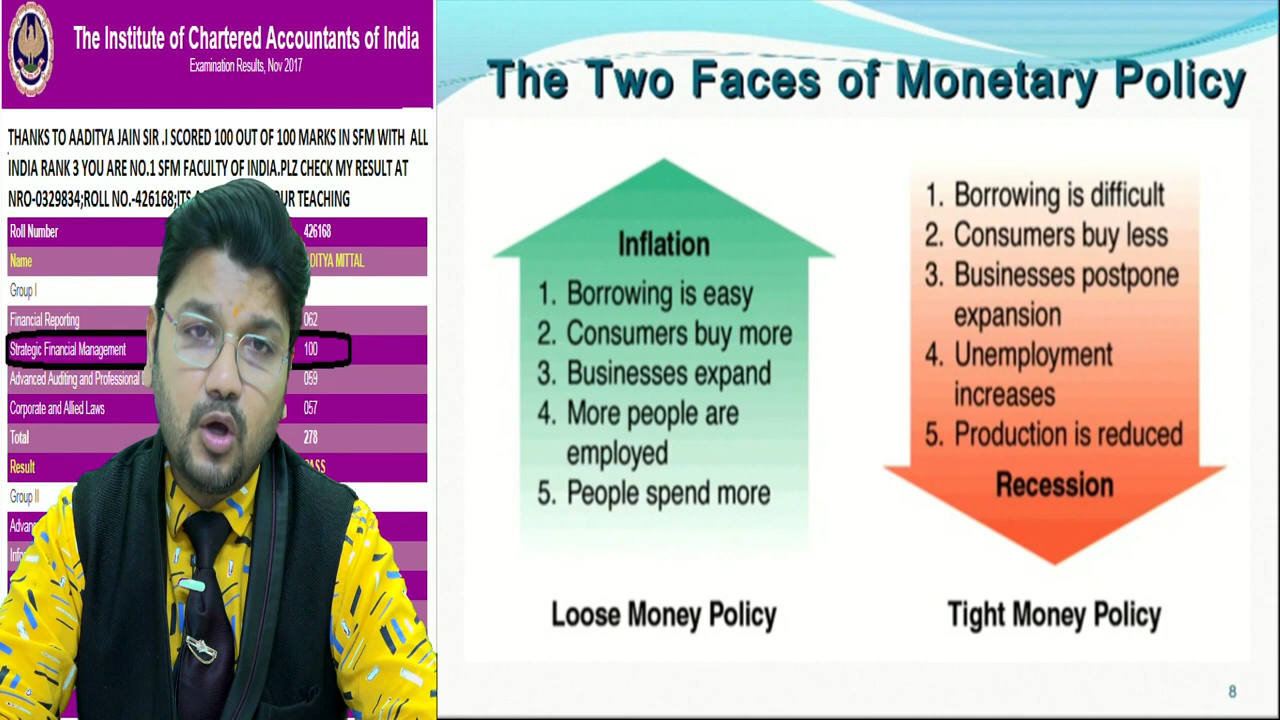 The Institute of Chartered Accountants of India
Examination Results, Nov 2017
THANKS TO AADITYA JAIN SIR .I SCORED 100 OUT OF 100 MARKS IN SFM WITH ALL
INDIA RANK 3 YOU ARE NO.1 SFM FACULTY OF INDIA.PLZ CHECK MY RESULT AT
NRO-0329834;ROLL NO.-426168;ITS TEACHING
Roll Number 426168
Name DITYA MITTAL
Group I
Financial Reporting 062
Strategic Financial Management 100
Advanced Auditing and Professional 059
Corporate and Allied Laws 057
Total 278
Result
Group II
The Two Faces of Monetary Policy
Inflation
1. Borrowing is easy
2. Consumers buy more
3. Businesses expand
4. More people are
employed
5. People spend more
Loose Money Policy
1. Borrowing is difficult
2. Consumers buy less
3. Businesses postpone
expansion
4. Unemployment
increases
5. Production is reduced
Recession
Tight Money Policy
8